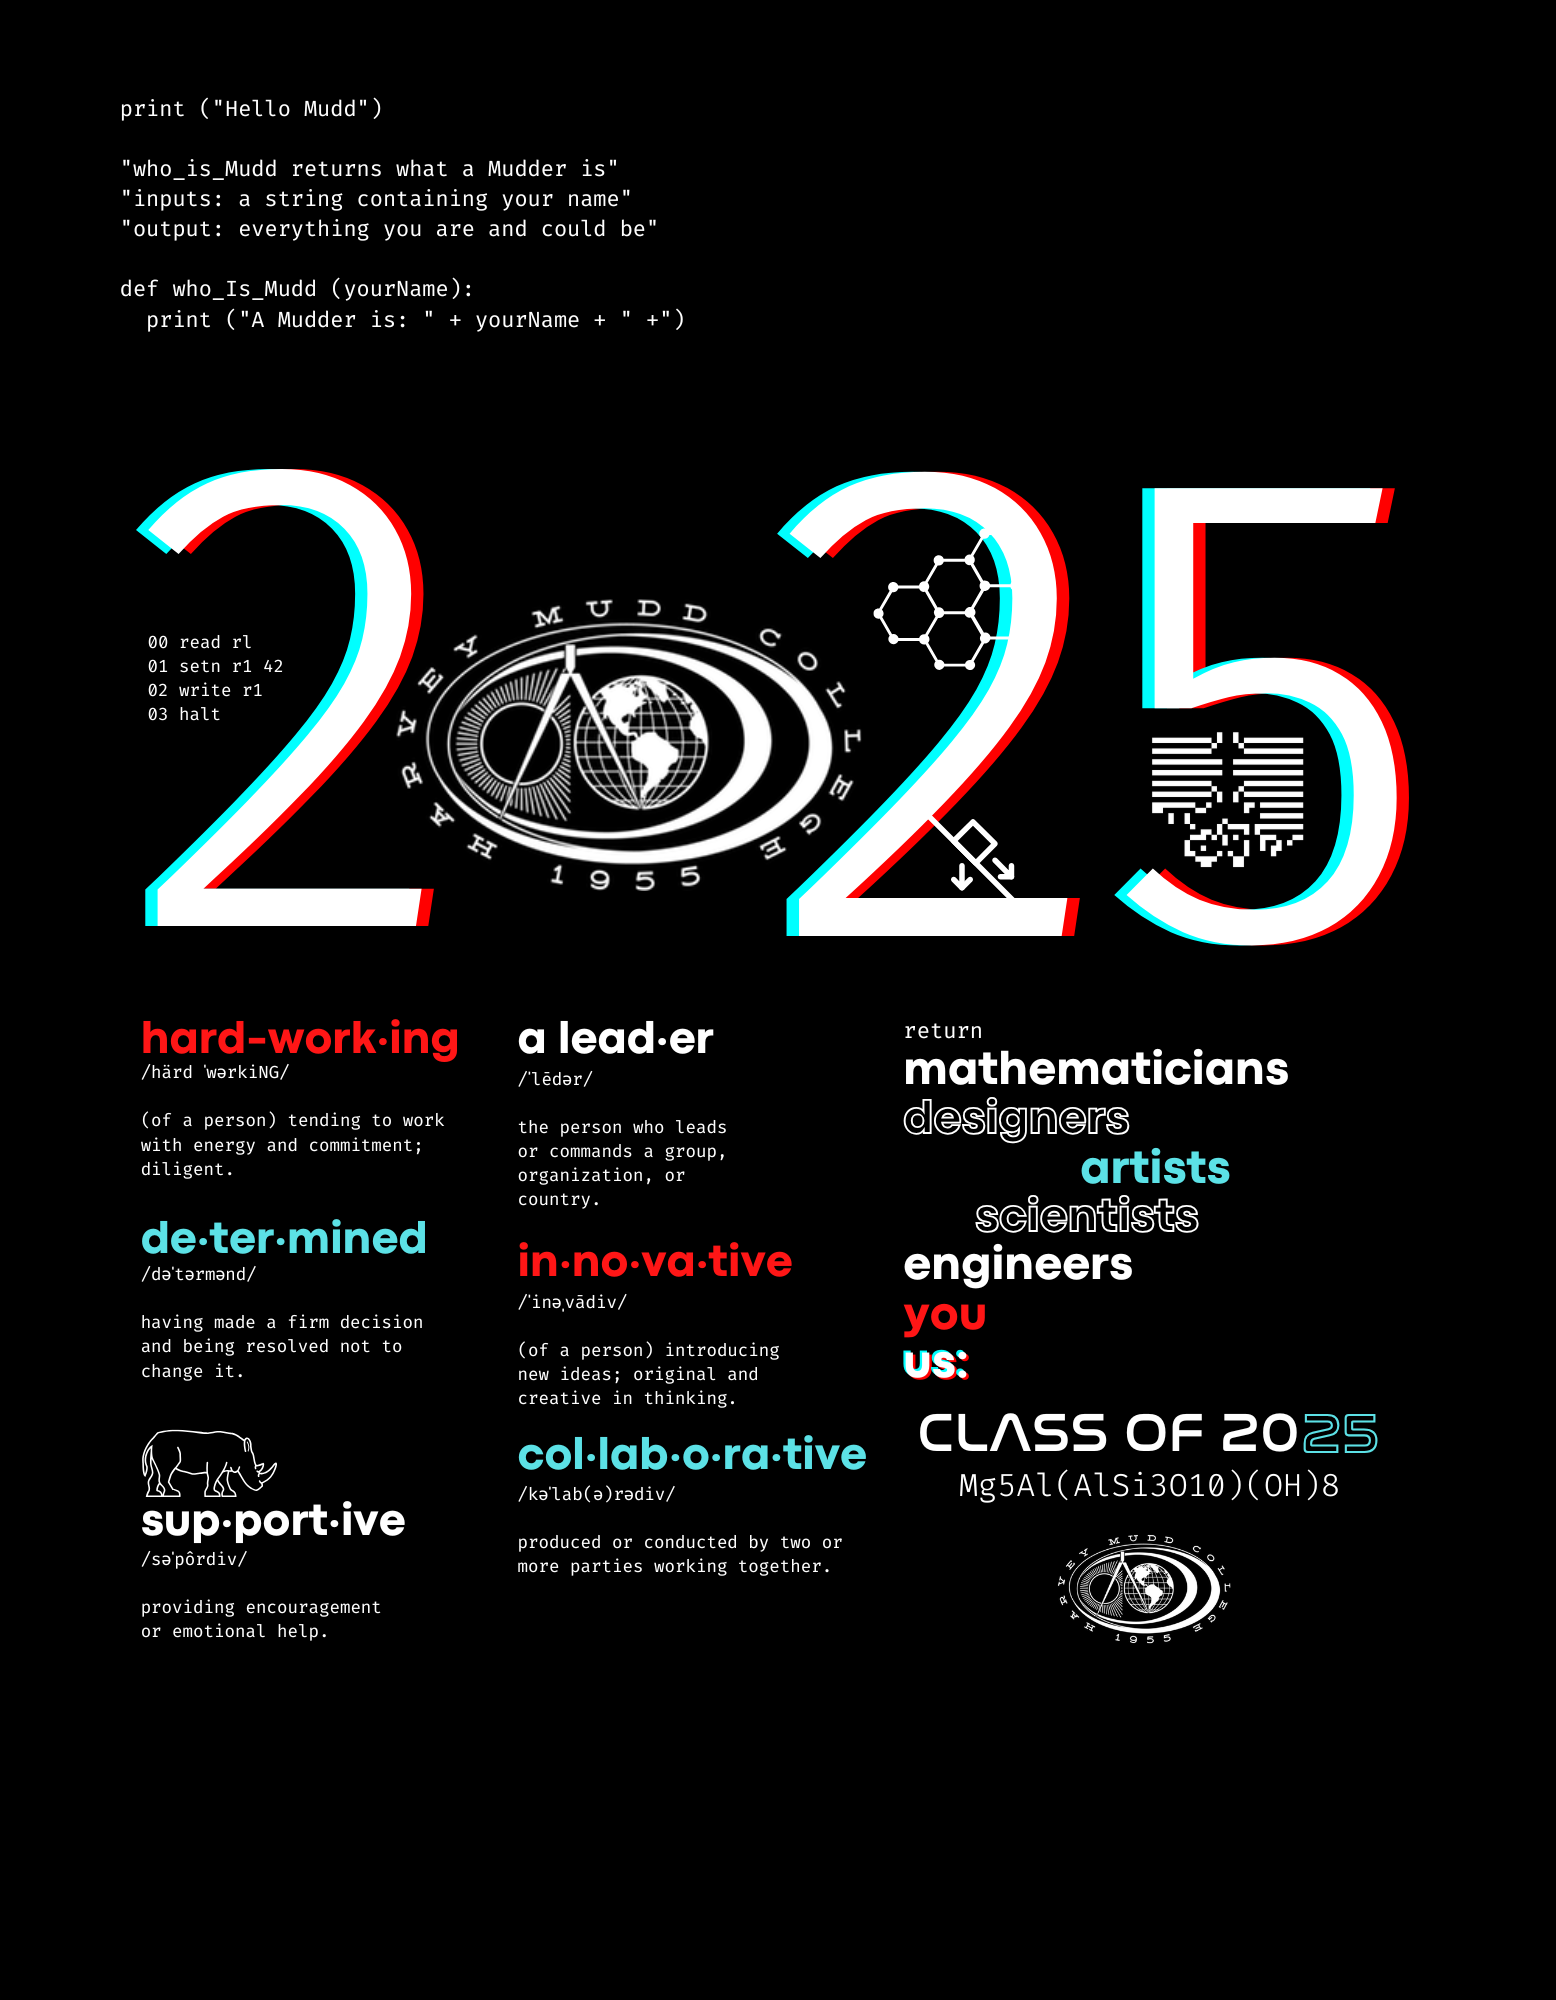 print ("Hello Mudd")
"who_is_Mudd returns what a Mudder is"
"inputs: a string containing your name"
"output: everything you are and could be"
def who_Is_Mudd (yourName):
print ("A Mudder is: " + yourName + " +")
2 25
00 read rl
01 setn r1 42
02 write r1
03 halt
HARVEY MUDD COLLEGE
1955
hard-work·ing
/härd ˈwərkiNG/
(of a person) tending to work
with energy and commitment;
diligent.
de·ter·mined
/dəˈtərmənd/
having made a firm decision
and being resolved not to
change it.
sup·port·ive
/səˈpôrdiv/
providing encouragement
or emotional help.
a lead·er
/ˈlēdər/
the person who leads
or commands a group,
organization, or
country.
in·no·va·tive
/ˈinəˌvādiv/
(of a person) introducing
new ideas; original and
creative in thinking.
col·lab·o·ra·tive
/kəˈlab(ə)rədiv/
produced or conducted by two or
more parties working together.
return
mathematicians
designers
artists
scientists
engineers
you
us:
CLASS OF 2025
Mg5Al(AlSi3O10)(OH)8
HARVEY MUDD COLLEGE
1955